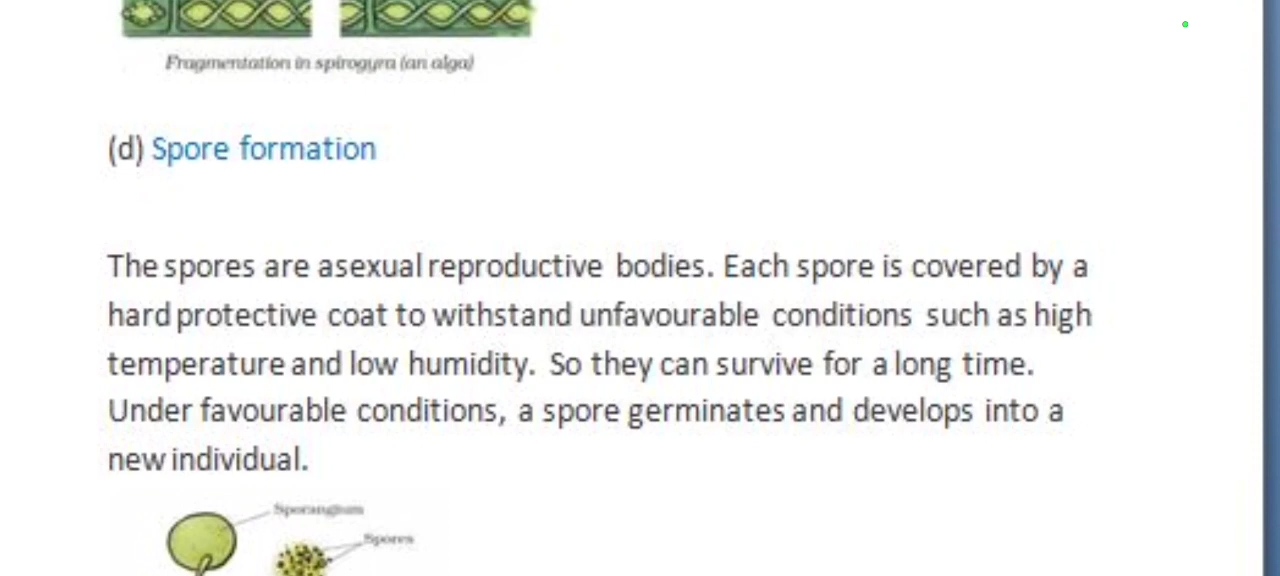 Fragmentation in spirogyra (an alga)
(d) Spore formation
The spores are asexual reproductive bodies. Each spore is covered by a
hard protective coat to withstand unfavourable conditions such as high
temperature and low humidity. So they can survive for a long time.
Under favourable conditions, a spore germinates and develops into a
new individual.
Sporangium
Spores